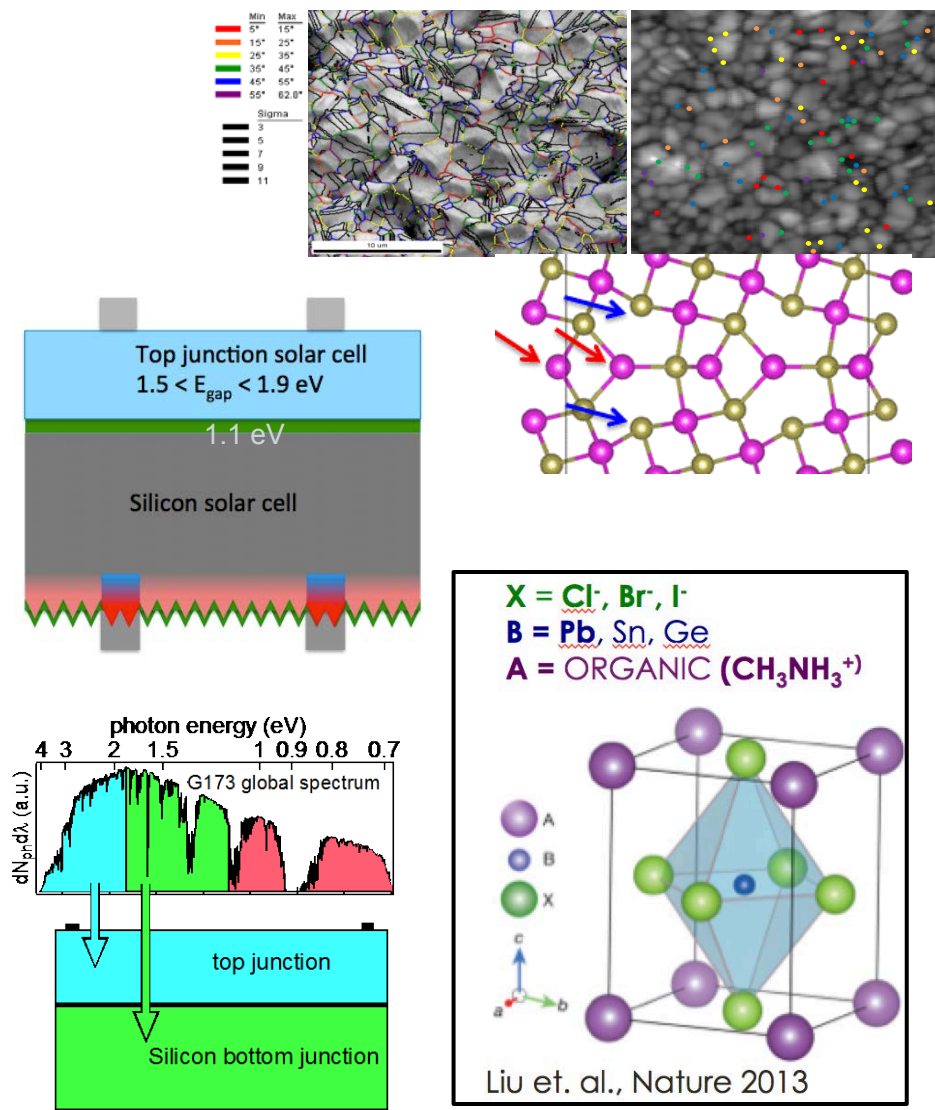 Min Max
5° 15°
15° 25°
25° 35°
35° 45°
45° 55°
55° 62.8°
Sigma
3
5
7
9
11
10 um
Top junction solar cell
1.5 < Egap < 1.9 eV
1.1 eV
Silicon solar cell
X = Cl-, Br-, I-
B = Pb, Sn, Ge
A = ORGANIC (CH3NH3+)
photon energy (eV)
4 3 2 1.5 1 0.9 0.8 0.7
G173 global spectrum
dNphdλ (a.u.)
top junction
Silicon bottom junction
A
B
X
c
a
b
Liu et. al., Nature 2013